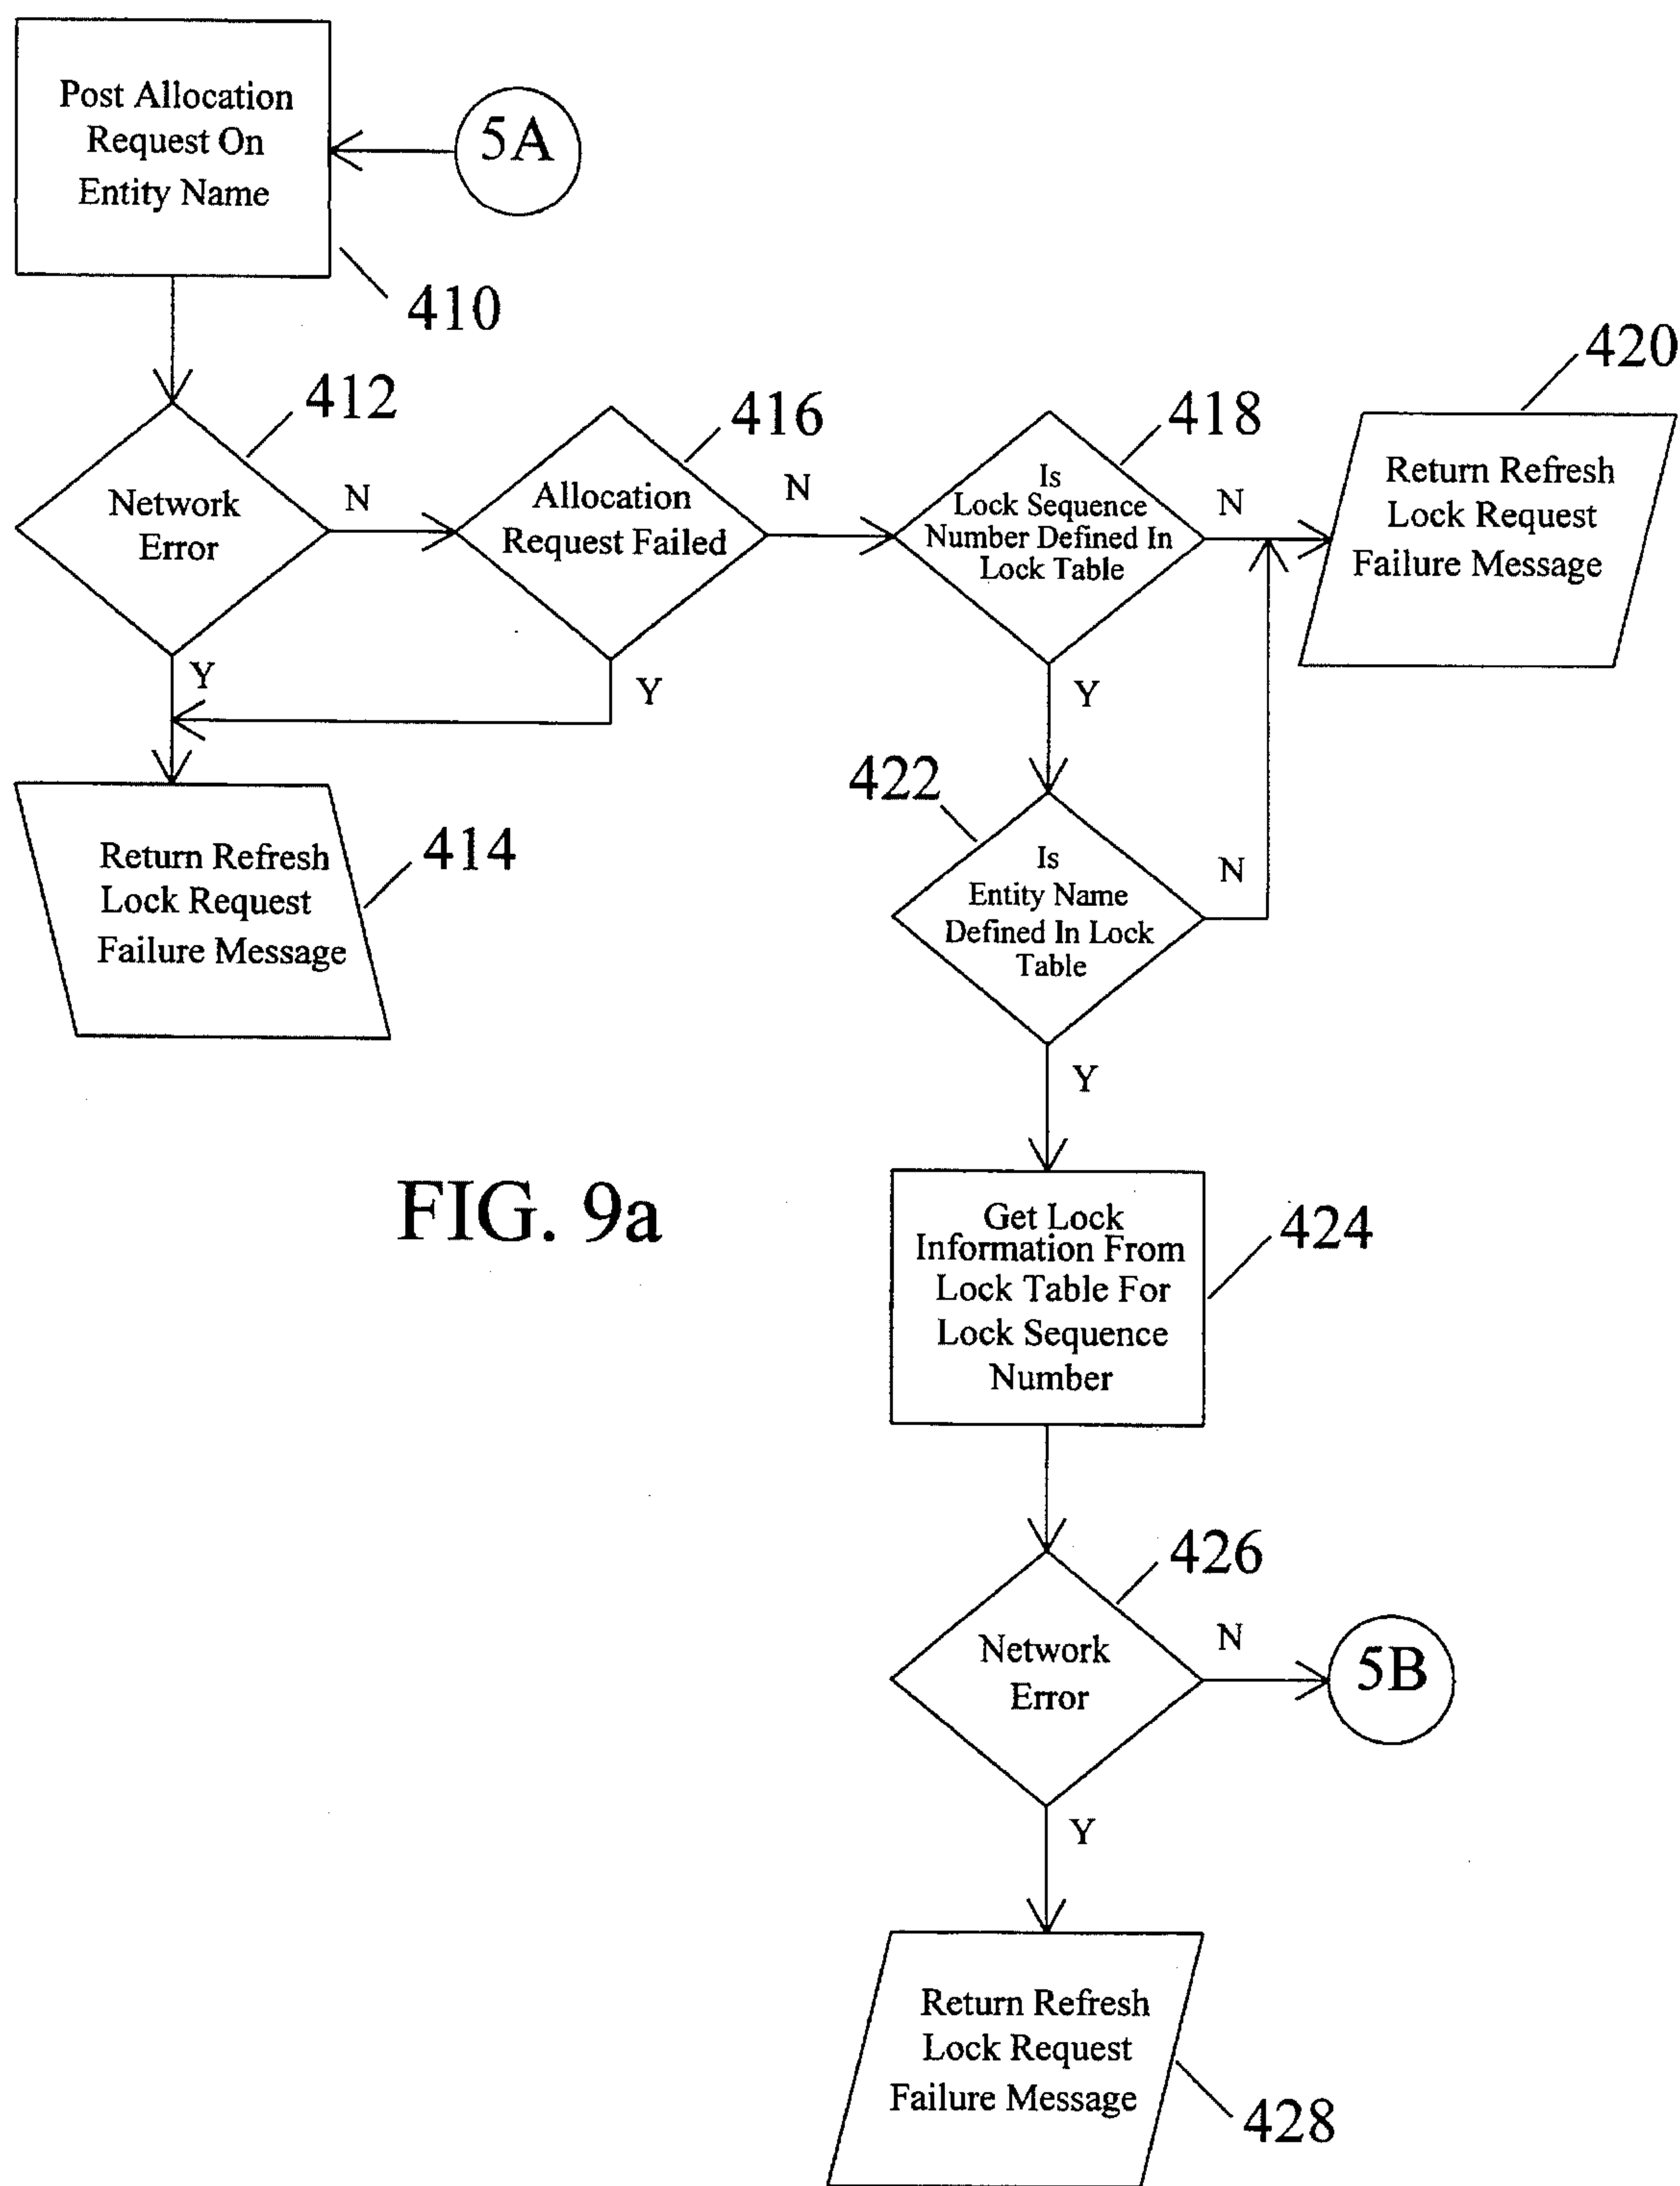 Post Allocation
Request On
Entity Name
5A
410
412
Network
Error
N
Y
416
Allocation
Request Failed
N
Y
418
Is
Lock Sequence
Number Defined In
Lock Table
N
Y
420
Return Refresh
Lock Request
Failure Message
414
Return Refresh
Lock Request
Failure Message
422
Is
Entity Name
Defined In Lock
Table
N
Y
FIG. 9a
424
Get Lock
Information From
Lock Table For
Lock Sequence
Number
426
Network
Error
N
5B
Y
Return Refresh
Lock Request
Failure Message
428